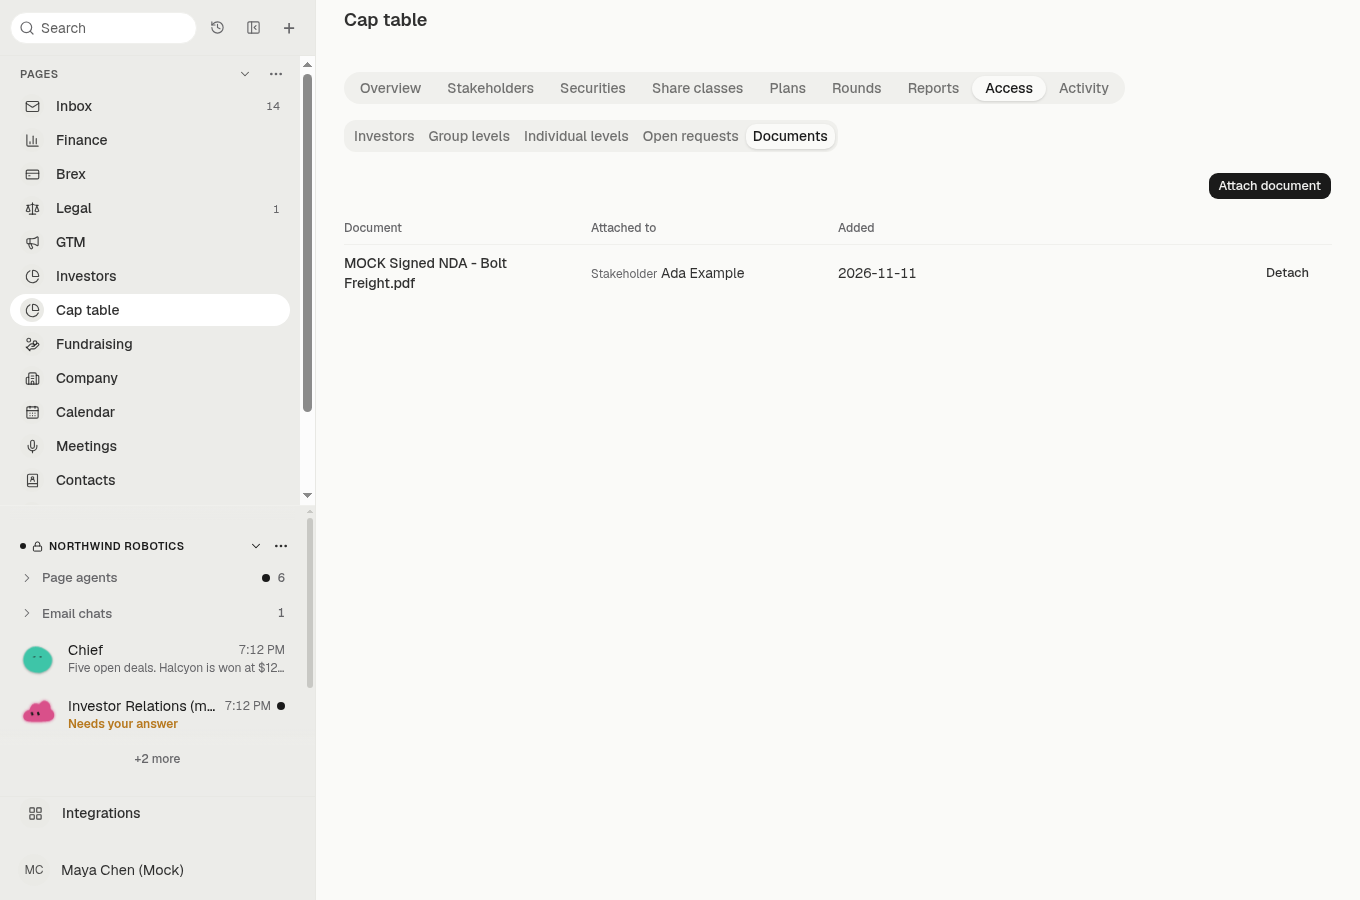 Search
PAGES
Inbox 14
Finance
Brex
Legal 1
GTM
Investors
Cap table
Fundraising
Company
Calendar
Meetings
Contacts
NORTHWIND ROBOTICS
Page agents 6
Email chats 1
Chief 7:12 PM
Five open deals. Halcyon is won at $12...
Investor Relations (m... 7:12 PM
Needs your answer
+2 more
Integrations
MC Maya Chen (Mock)
Cap table
Overview Stakeholders Securities Share classes Plans Rounds Reports Access Activity
Investors Group levels Individual levels Open requests Documents
Attach document
Document Attached to Added
MOCK Signed NDA - Bolt
Freight.pdf
Stakeholder Ada Example 2026-11-11 Detach